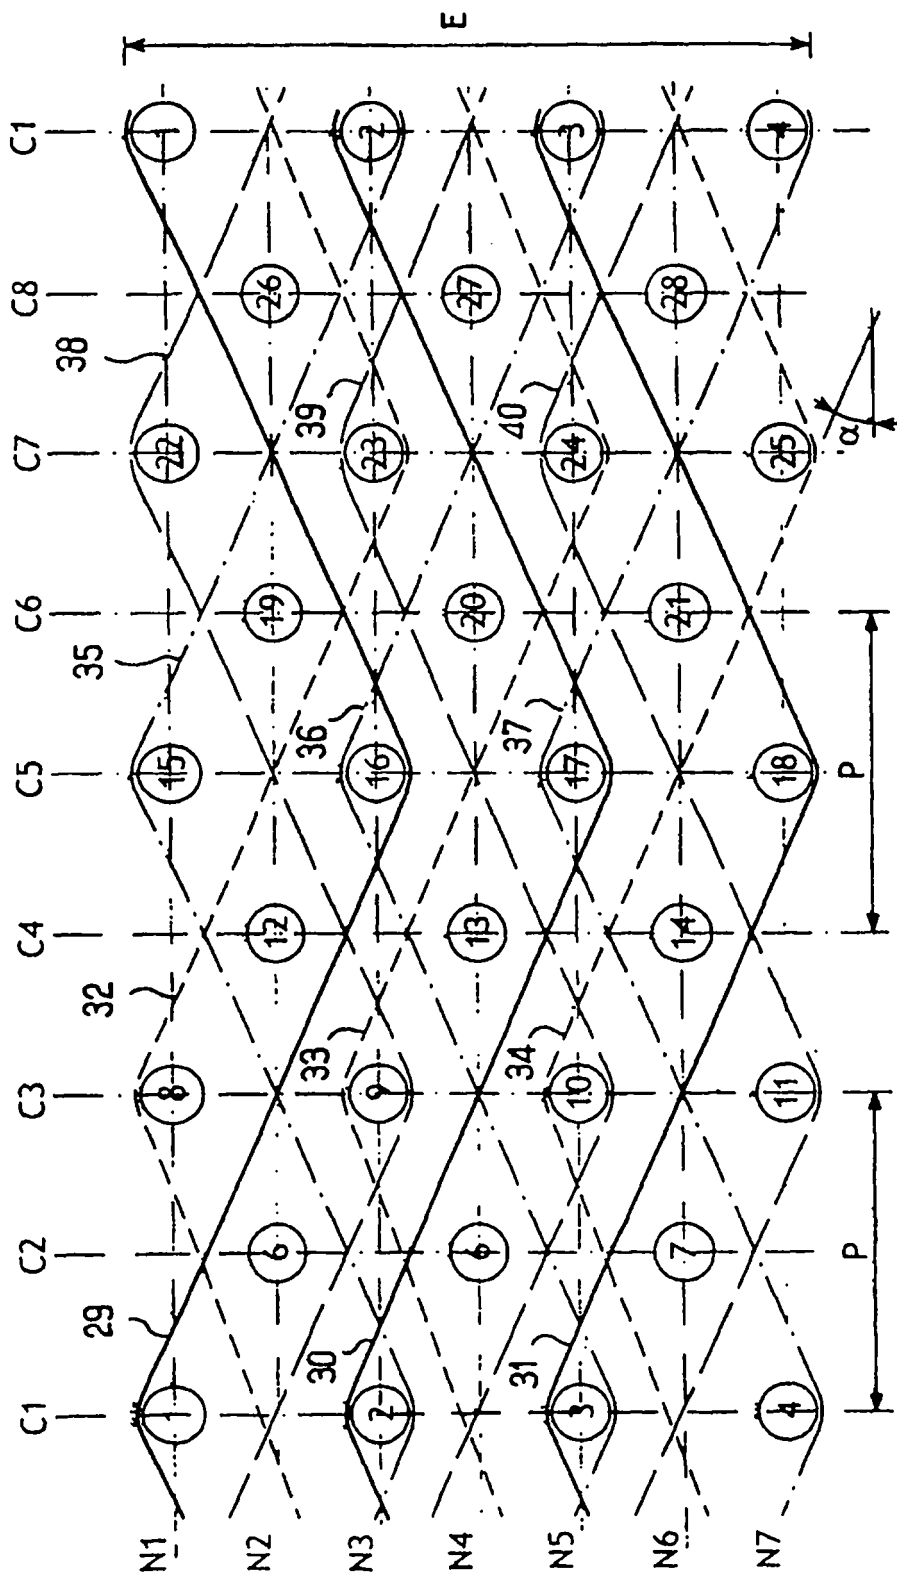 C1 C2 C3 C4 C5 C6 C7 C8 C1
29 32 35 38
N1 1 8 15 22 1
N2 6 12 19 26
30 33 36 39
N3 2 9 16 23 2
N4 6 13 20 27
E
31 34 37 40
N5 3 10 17 24 3
N6 7 14 21 28
N7 4 11 18 25 4
α
P P